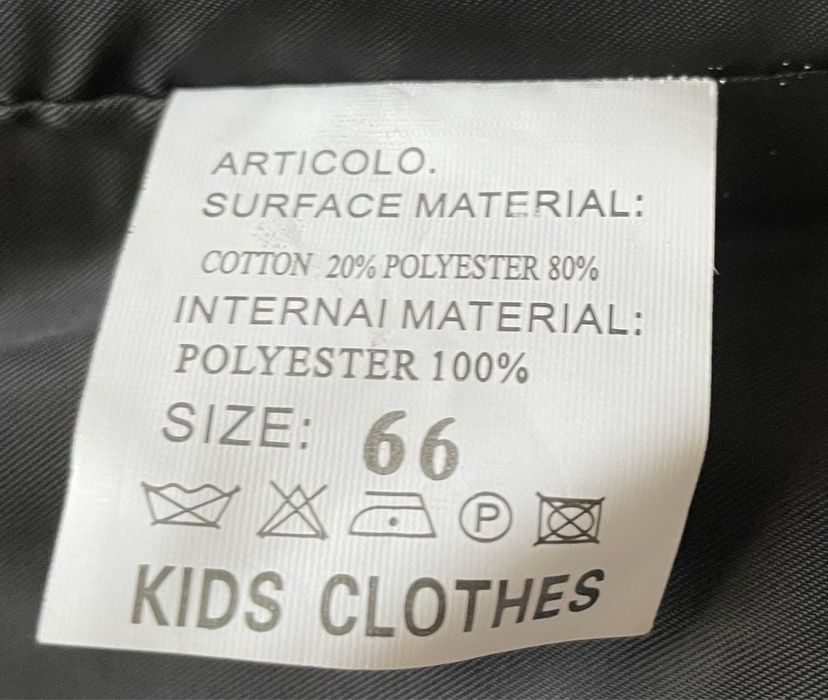 ARTICOLO.
SURFACE MATERIAL:
COTTON 20% POLYESTER 80%
INTERNAI MATERIAL:
POLYESTER 100%
SIZE: 66
P
KIDS CLOTHES